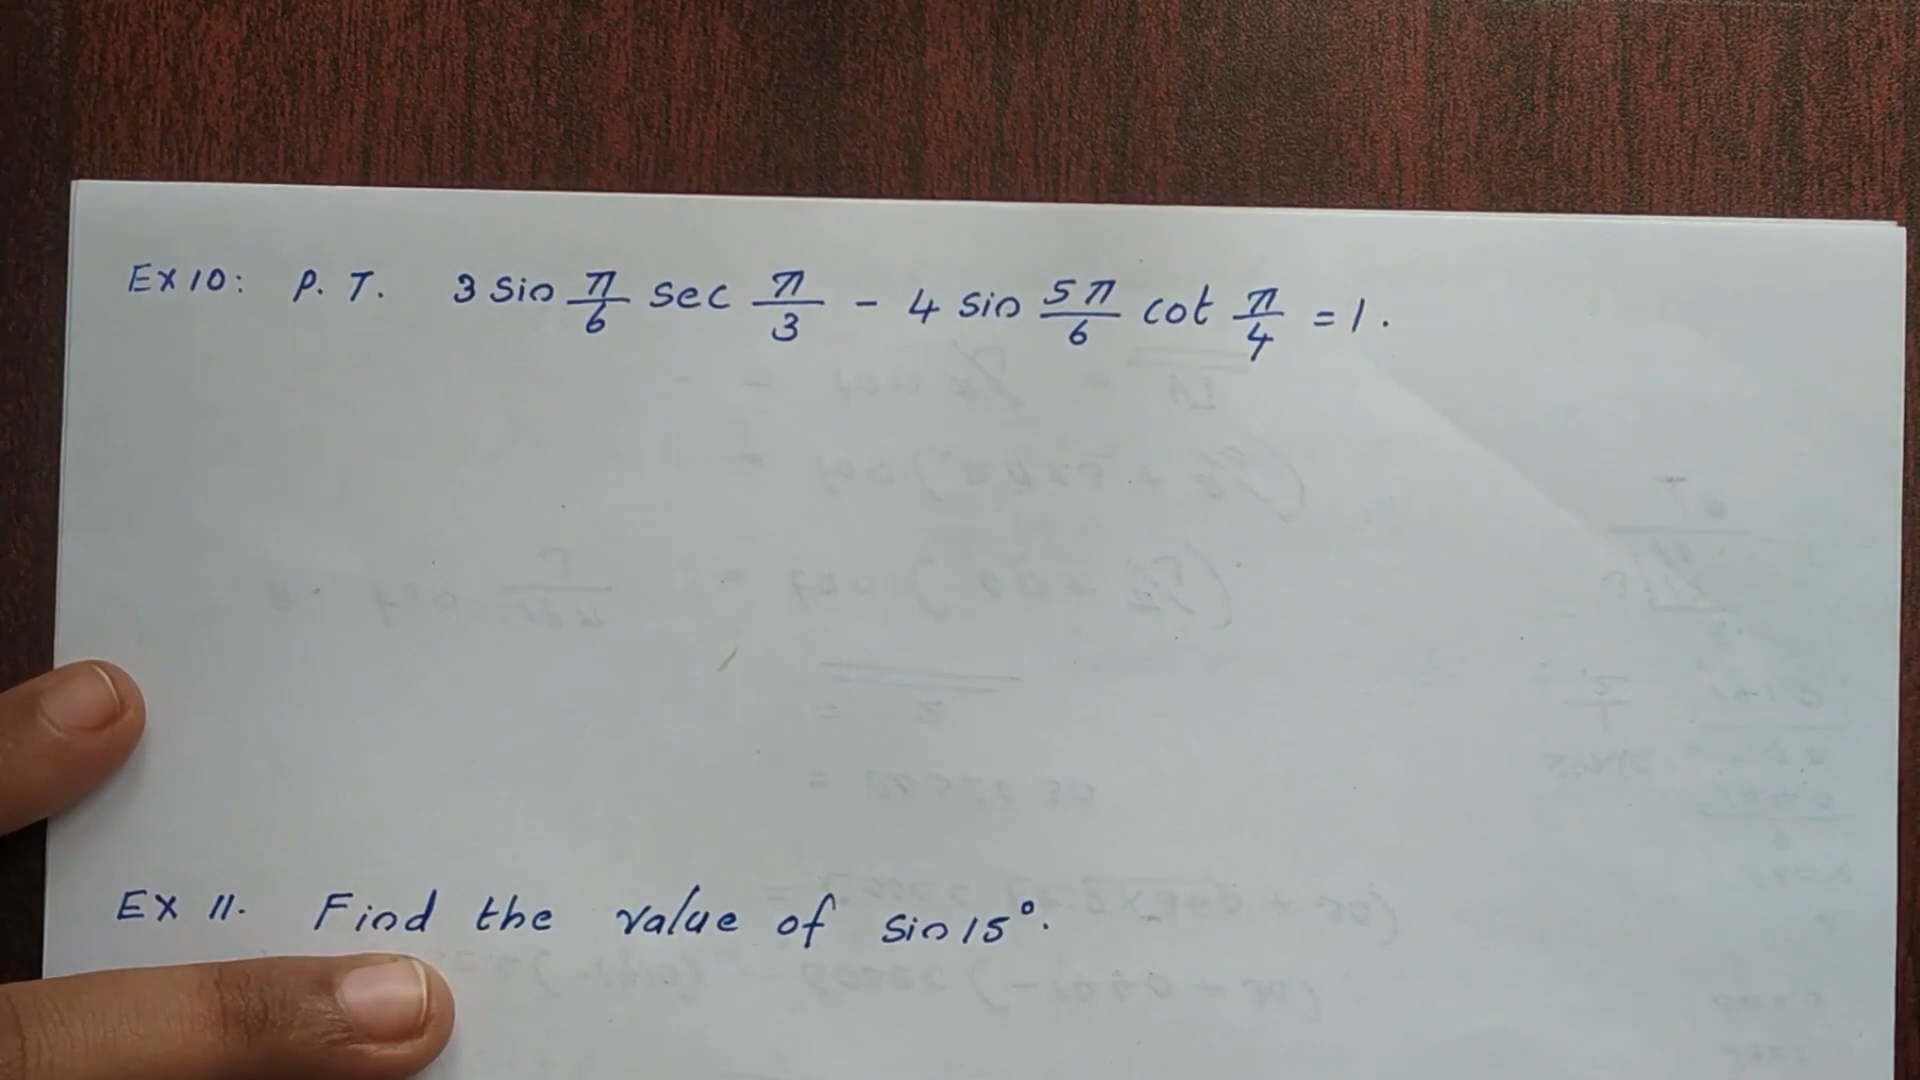 Ex 10: P. T. 3 sin π/6 sec π/3 - 4 sin 5π/6 cot π/4 = 1.
Ex 11. Find the value of sin 15°.